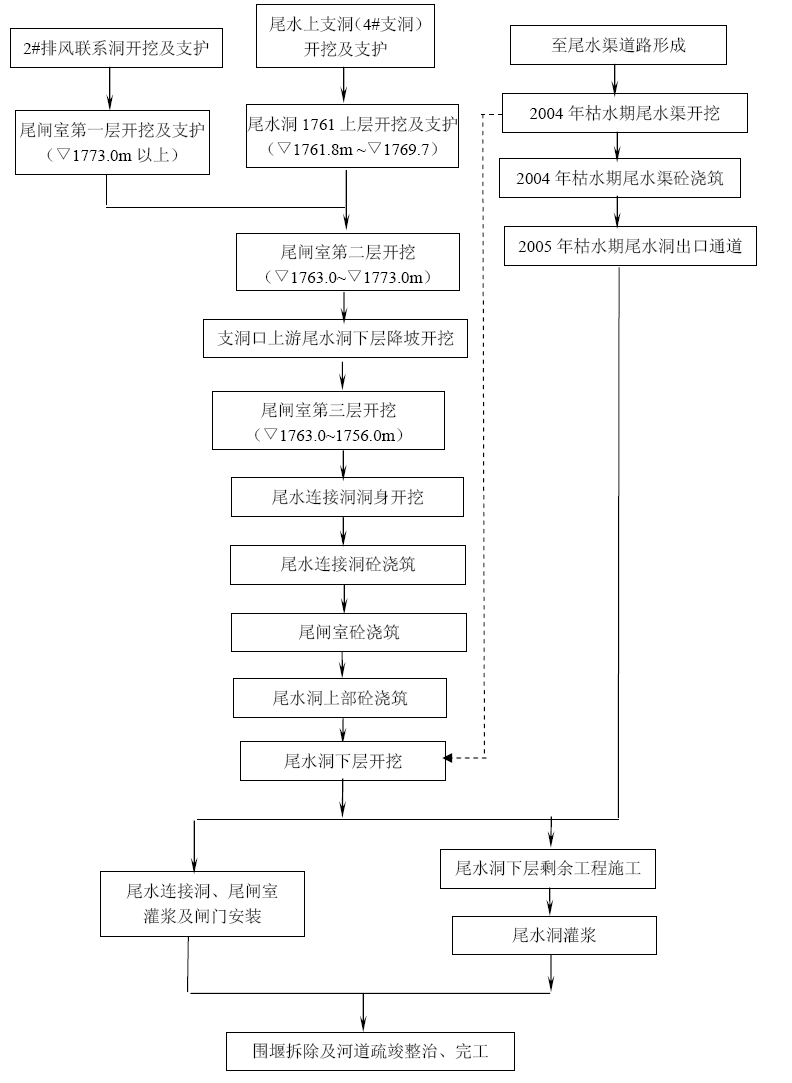 2#排风联系洞开挖及支护
尾水上支洞（4#支洞）
开挖及支护
至尾水渠道路形成
尾闸室第一层开挖及支护
（▽1773.0m 以上）
尾水洞 1761 上层开挖及支护
（▽1761.8m ~▽1769.7）
2004 年枯水期尾水渠开挖
2004 年枯水期尾水渠砼浇筑
2005 年枯水期尾水洞出口通道
尾闸室第二层开挖
（▽1763.0~▽1773.0m）
支洞口上游尾水洞下层降坡开挖
尾闸室第三层开挖
（▽1763.0~1756.0m）
尾水连接洞洞身开挖
尾水连接洞砼浇筑
尾闸室砼浇筑
尾水洞上部砼浇筑
尾水洞下层开挖
尾水连接洞、尾闸室
灌浆及闸门安装
尾水洞下层剩余工程施工
尾水洞灌浆
围堰拆除及河道疏竣整治、完工